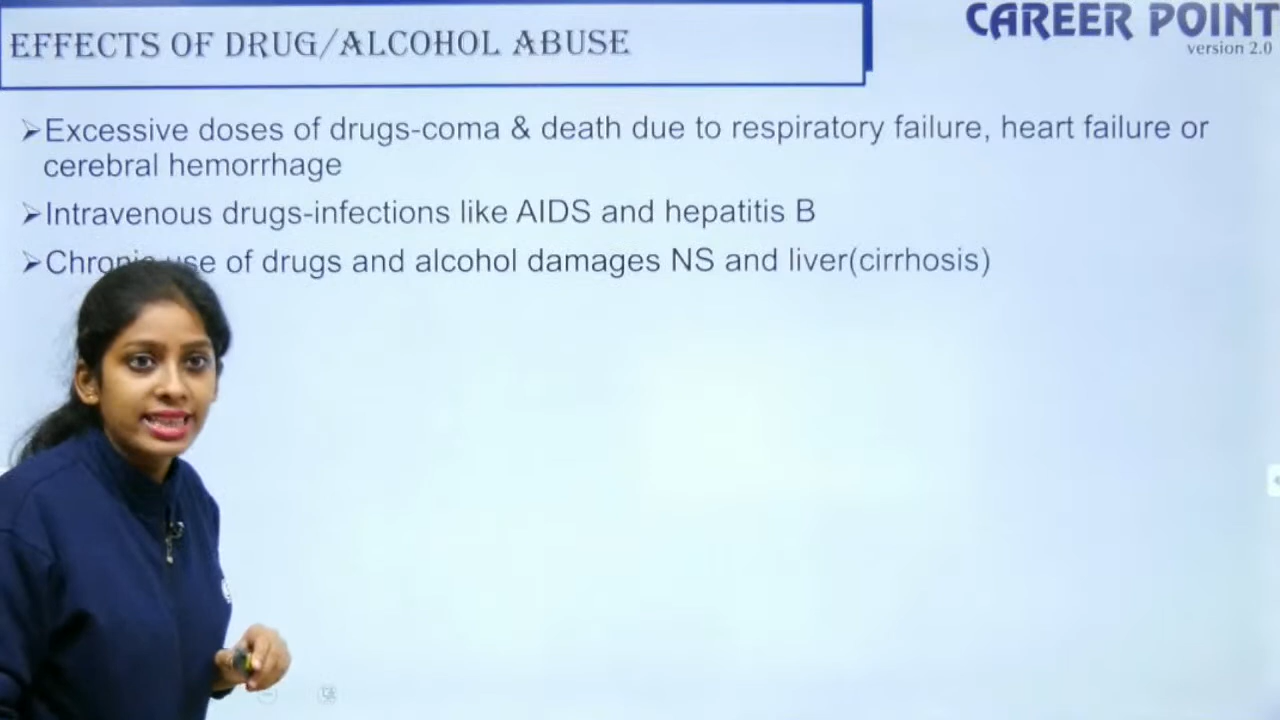 EFFECTS OF DRUG/ALCOHOL ABUSE
CAREER POINT
version 2.0
➢Excessive doses of drugs-coma & death due to respiratory failure, heart failure or
cerebral hemorrhage
➢Intravenous drugs-infections like AIDS and hepatitis B
➢Chronic use of drugs and alcohol damages NS and liver(cirrhosis)